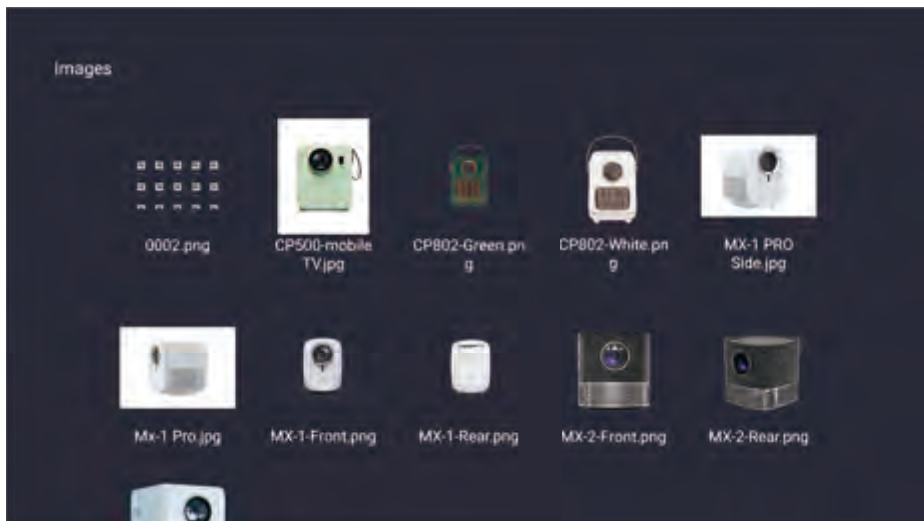 Images
0002.png
CP500-mobile
TV.jpg
CP802-Green.pn
g
CP802-White.pn
g
MX-1 PRO
Side.jpg
Mx-1 Pro.jpg
MX-1-Front.png
MX-1-Rear.png
MX-2-Front.png
MX-2-Rear.png